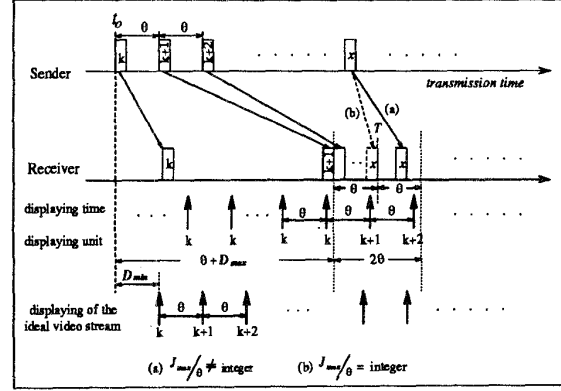 t₀ θ θ
k k+1 k+2 · · · · · · x · · · · · ·
Sender
transmission time
(b) (a)
T
k k+ ... x x
Receiver
θ θ
displaying time · · · · · · θ θ θ · · · · · ·
displaying unit k k k k k+1 k+2
θ + Dmax 2θ
Dmin
displaying of the
ideal video stream
θ θ · · · · · · · ·
k k+1 k+2
(a) Jmax/θ ≠ integer (b) Jmax/θ = integer